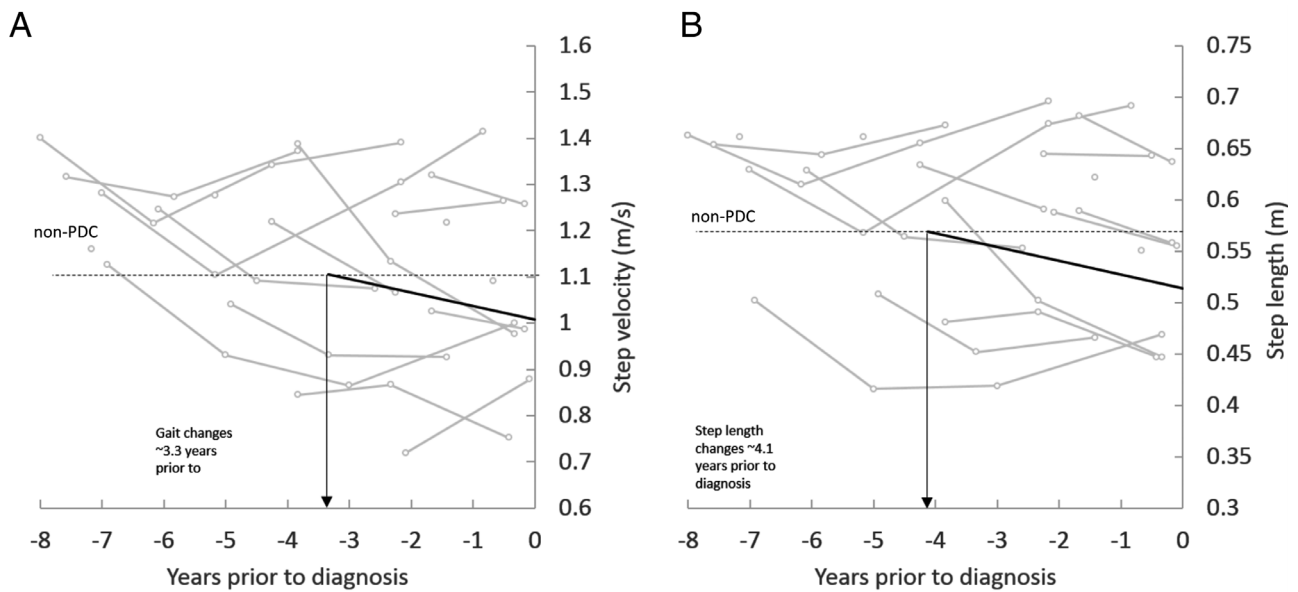 A
1.6
1.5
1.4
1.3
1.2
1.1
1
0.9
0.8
0.7
0.6
Step velocity (m/s)
non-PDC
Gait changes
~3.3 years
prior to
-8 -7 -6 -5 -4 -3 -2 -1 0
Years prior to diagnosis
B
0.75
0.7
0.65
0.6
0.55
0.5
0.45
0.4
0.35
0.3
Step length (m)
non-PDC
Step length
changes ~4.1
years prior to
diagnosis
-8 -7 -6 -5 -4 -3 -2 -1 0
Years prior to diagnosis